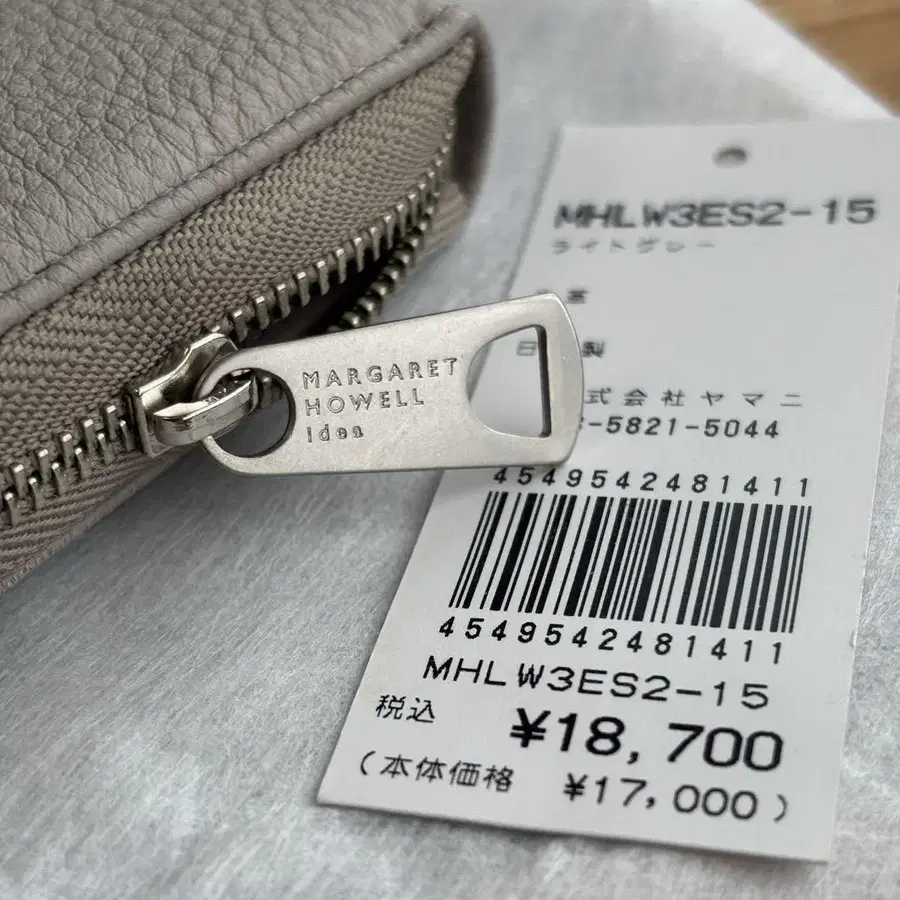 MARGARET
HOWELL
idea
MHLW3ES2-15
ライトグレー
製
式会社ヤマニ
-5821-5044
4549542481411
4549542481411
MHLW3ES2-15
税込 ¥18,700
(本体価格 ¥17,000)